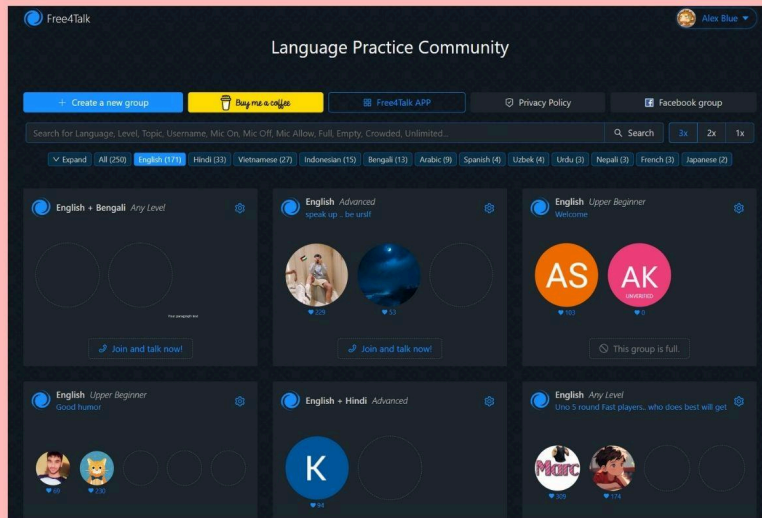 Free4Talk
Alex Blue
Language Practice Community
+ Create a new group
Buy me a coffee
Free4Talk APP
Privacy Policy
Facebook group
Search for Language, Level, Topic, Username, Mic On, Mic Off, Mic Allow, Full, Empty, Crowded, Unlimited...
Search
3x
2x
1x
Expand
All (250)
English (171)
Hindi (33)
Vietnamese (27)
Indonesian (15)
Bengali (13)
Arabic (9)
Spanish (4)
Uzbek (4)
Urdu (3)
Nepali (3)
French (3)
Japanese (2)
English + Bengali Any Level
Your paragraph text
Join and talk now!
English Advanced
speak up .. be ursl!
229
53
Join and talk now!
English Upper Beginner
Welcome
AS
AK
UNVERIFIED
103
0
This group is full.
English Upper Beginner
Good humor
69
230
English + Hindi Advanced
K
94
English Any Level
Uno 5 round Fast players.. who does best will get
Marc
309
174